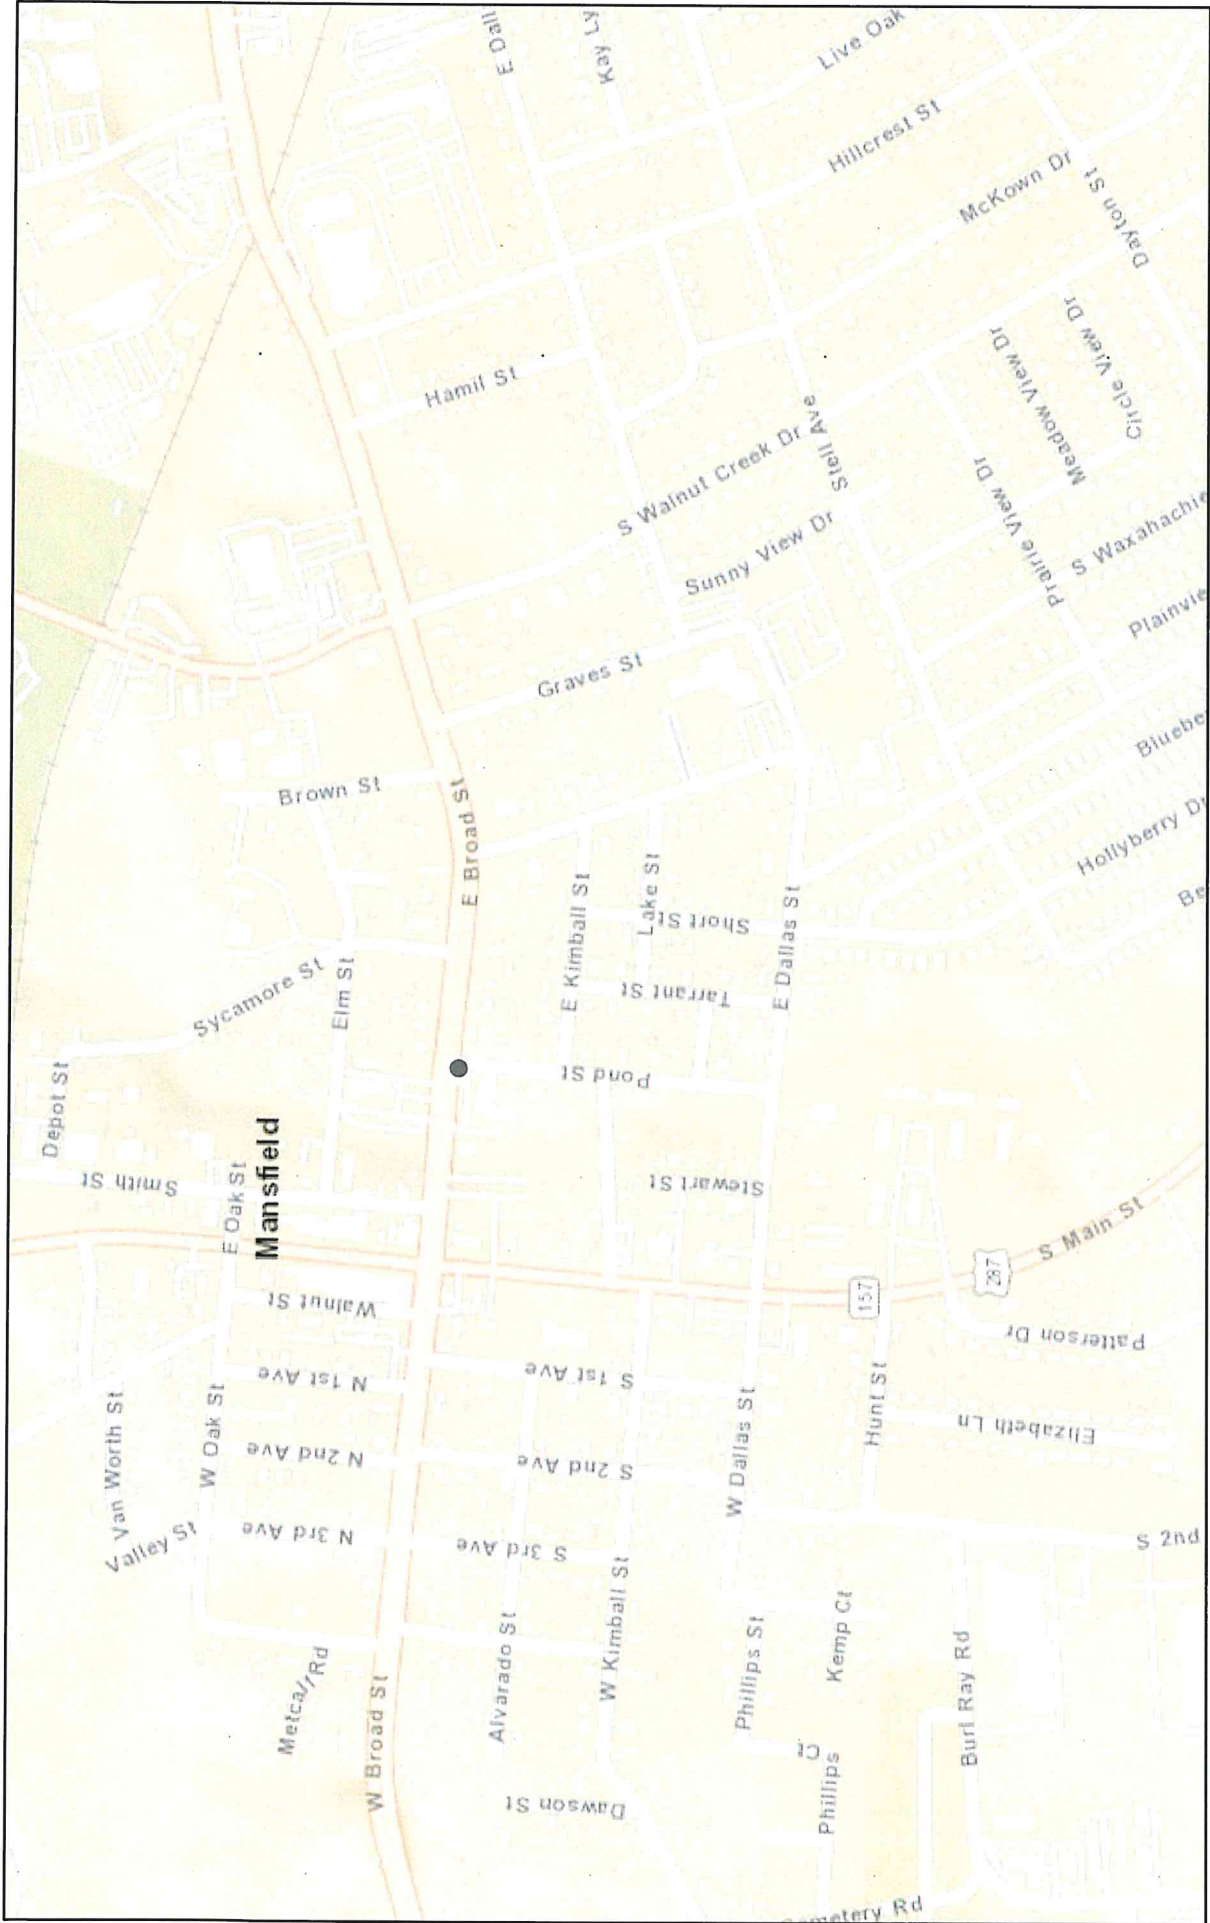 E Dall
Kay Ly
Live Oak
Hillcrest St
McKown Dr
Dayton St
Hamil St
Circle View Dr
Meadow View Dr
Prairie View Dr
S Walnut Creek Dr
Stell Ave
Sunny View Dr
S Waxahachie
Plainvie
Graves St
Bluebe
Brown St
Hollyberry Dr
Be
E Broad St
E Kimball St
Lake St
Short St
E Dallas St
Sycamore St
Elm St
Tarrant St
Pond St
Depot St
Smith St
E Oak St
Mansfield
Stewart St
S Main St
287
157
Walnut St
Patterson Dr
N 1st Ave
S 1st Ave
Van Worth St
W Oak St
N 2nd Ave
S 2nd Ave
W Dallas St
Hunt St
Elizabeth Ln
Valley St
N 3rd Ave
S 3rd Ave
S 2nd
Metcalf Rd
W Broad St
Alvarado St
W Kimball St
Phillips St
Kemp Ct
Burl Ray Rd
Dawson St
Phillips
Ct
emetery Rd